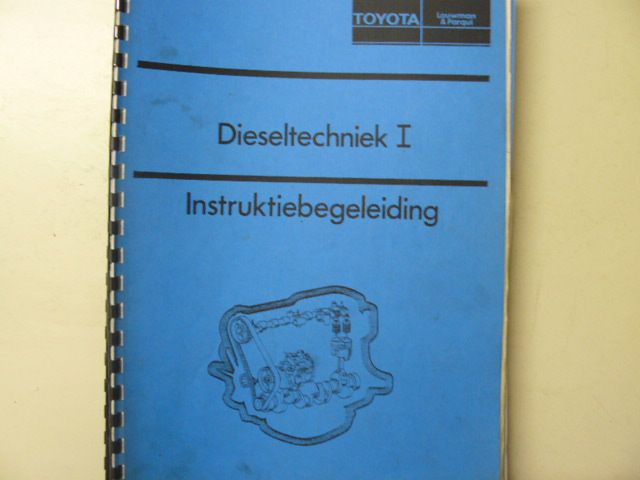 TOYOTA
Louwman
& Parqui
Dieseltechniek I
Instruktiebegeleiding